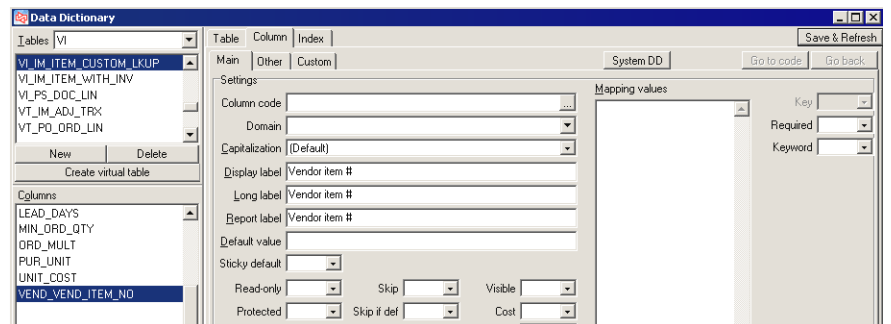 Data Dictionary
Tables VI
Table Column Index
Save & Refresh
VI_IM_ITEM_CUSTOM_LKUP
VI_IM_ITEM_WITH_INV
VI_PS_DOC_LIN
VT_IM_ADJ_TRX
VT_PO_ORD_LIN
New Delete
Create virtual table
Columns
LEAD_DAYS
MIN_ORD_QTY
ORD_MULT
PUR_UNIT
UNIT_COST
VEND_VEND_ITEM_NO
Main Other Custom
System DD
Go to code Go back
Settings
Column code ...
Domain
Capitalization (Default)
Display label Vendor item #
Long label Vendor item #
Report label Vendor item #
Default value
Sticky default
Read-only Skip Visible
Protected Skip if def Cost
Mapping values
Key
Required
Keyword